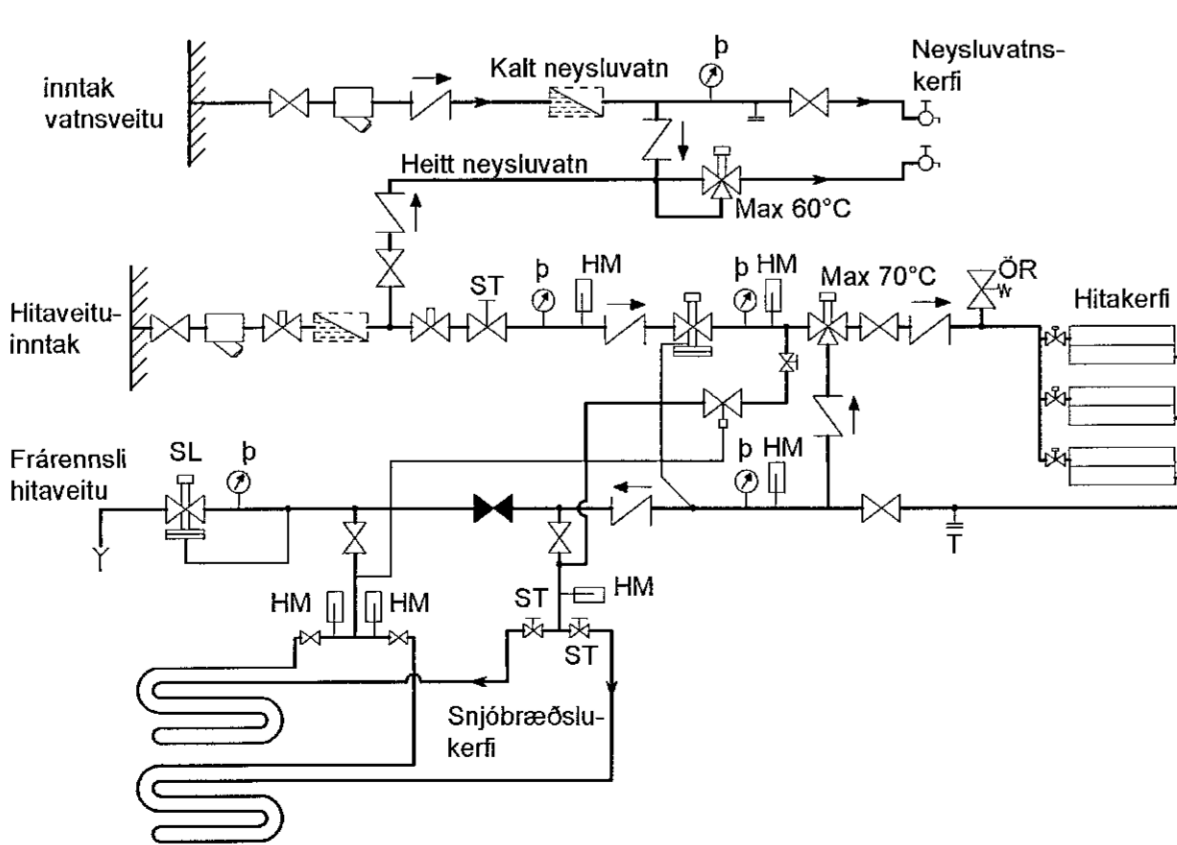 inntak
vatnsveitu
Kalt neysluvatn
þ
Neysluvatns-
kerfi
Heitt neysluvatn
Max 60°C
Hitaveitu-
inntak
ST
þ
HM
þ
HM
Max 70°C
ÖR
Hitakerfi
Frárennsli
hitaveitu
SL
þ
þ
HM
HM
HM
ST
HM
ST
Snjóbræðslu-
kerfi